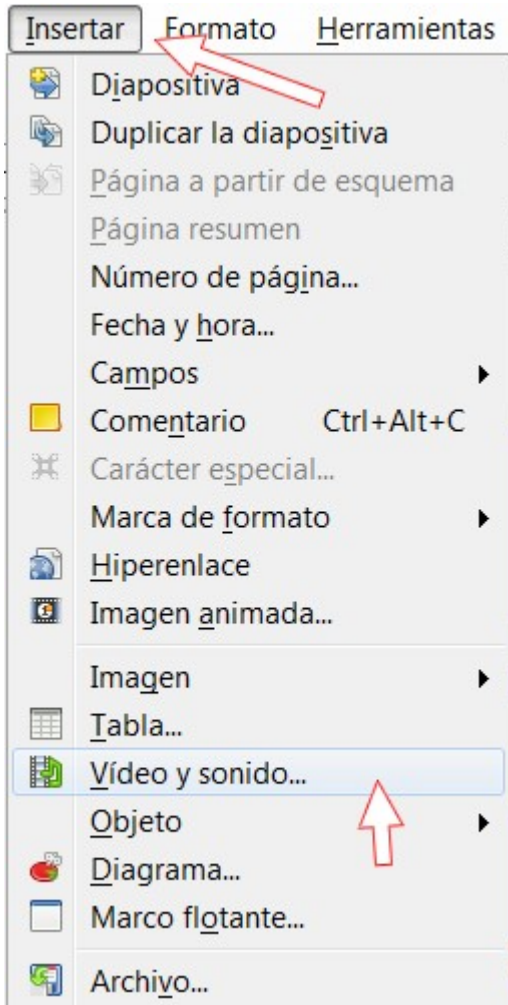 Insertar Formato Herramientas
Diapositiva
Duplicar la diapositiva
Página a partir de esquema
Página resumen
Número de página...
Fecha y hora...
Campos
Comentario Ctrl+Alt+C
Carácter especial...
Marca de formato
Hiperenlace
Imagen animada...
Imagen
Tabla...
Vídeo y sonido...
Objeto
Diagrama...
Marco flotante...
Archivo...